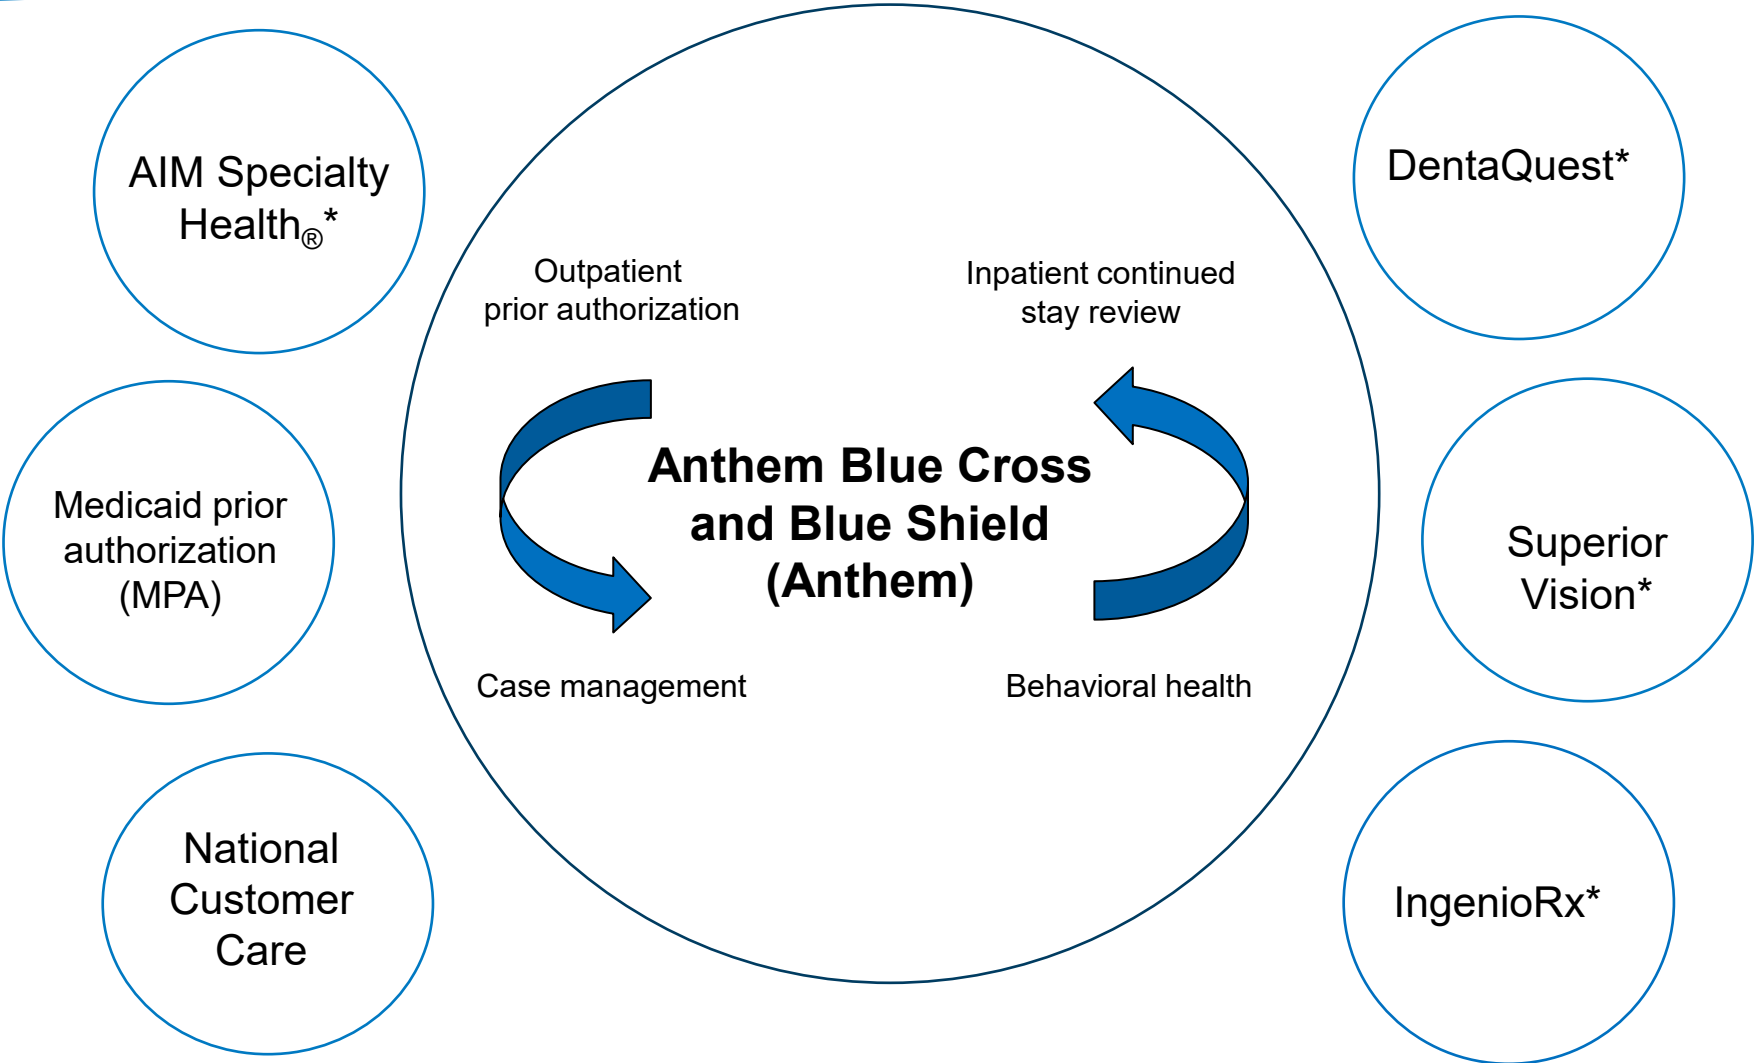 AIM Specialty
Health®*
Medicaid prior
authorization
(MPA)
National
Customer
Care
Outpatient
prior authorization
Inpatient continued
stay review
Anthem Blue Cross
and Blue Shield
(Anthem)
Case management
Behavioral health
DentaQuest*
Superior
Vision*
IngenioRx*